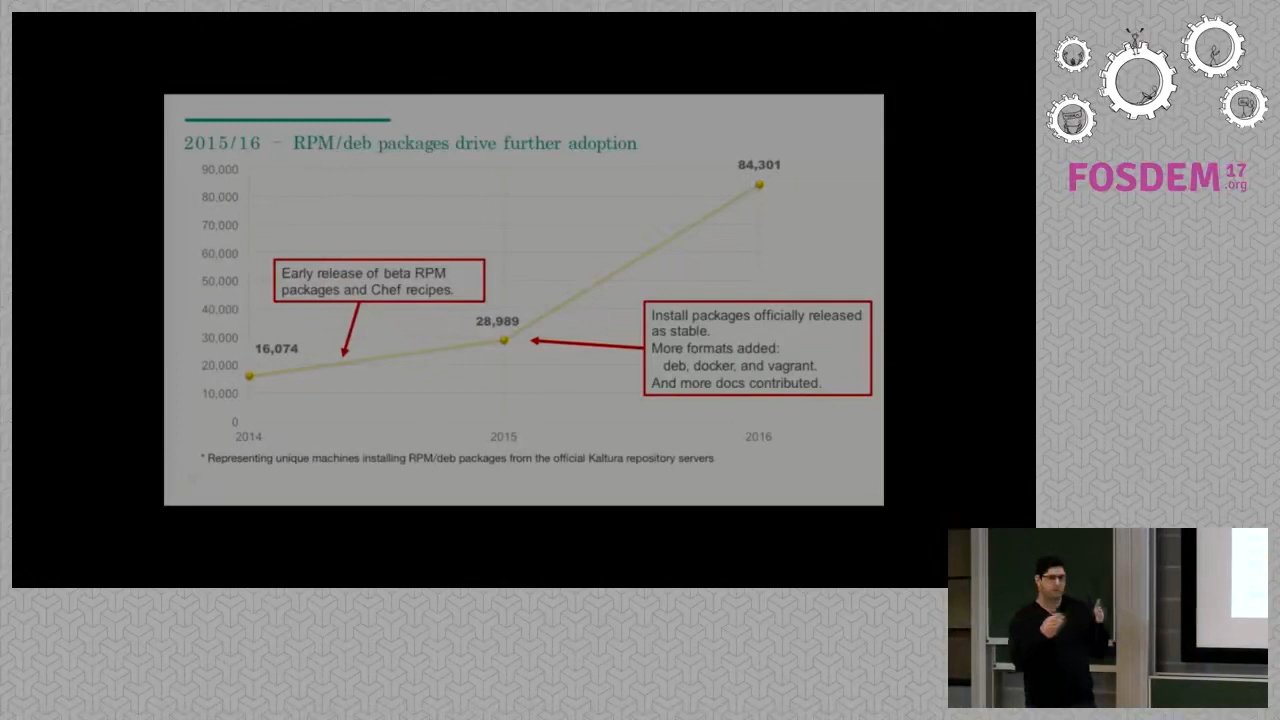 2015/16 – RPM/deb packages drive further adoption
90,000
80,000
70,000
60,000
50,000
40,000
30,000
20,000
10,000
0
2014
2015
2016
16,074
28,989
84,301
Early release of beta RPM
packages and Chef recipes.
Install packages officially released
as stable.
More formats added:
deb, docker, and vagrant.
And more docs contributed.
* Representing unique machines installing RPM/deb packages from the official Kaltura repository servers
FOSDEM 17
.org